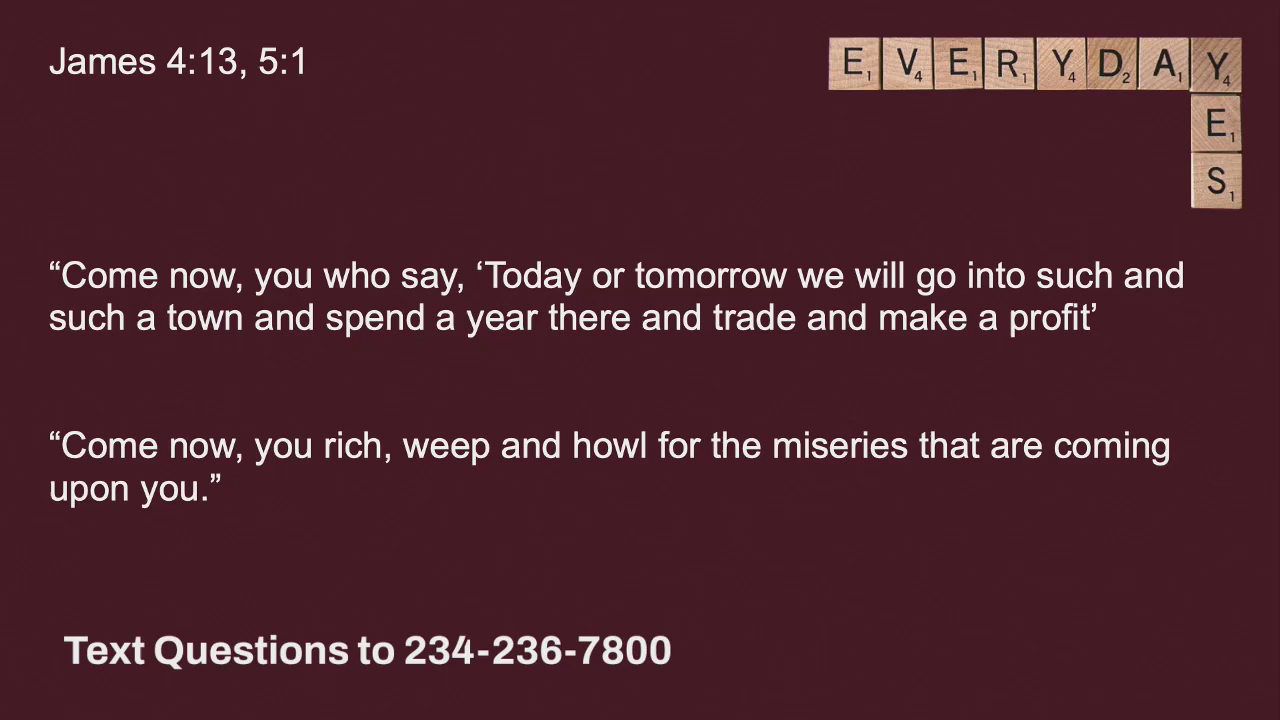 James 4:13, 5:1
EVERYDAY
E
S
“Come now, you who say, ‘Today or tomorrow we will go into such and
such a town and spend a year there and trade and make a profit’
“Come now, you rich, weep and howl for the miseries that are coming
upon you.”
Text Questions to 234-236-7800